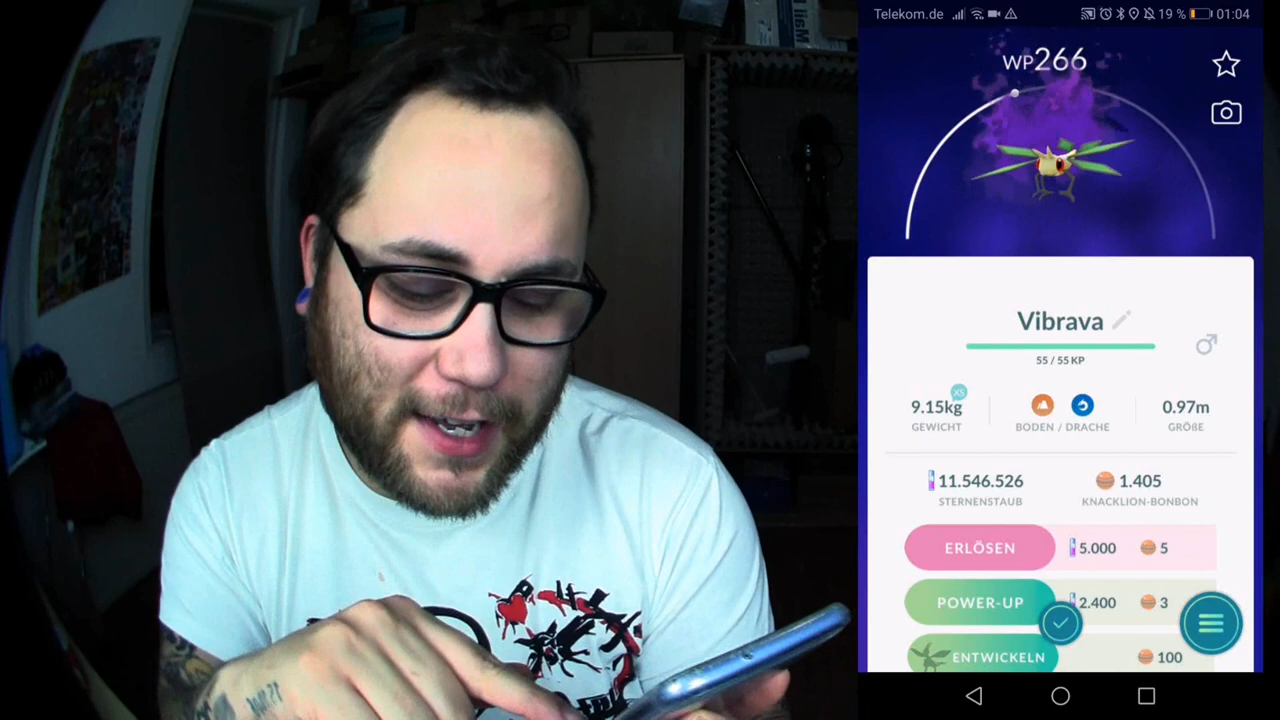 Telekom.de 19 % 01:04
WP266
Vibrava
55 / 55 KP
XS
9.15kg 0.97m
GEWICHT BODEN / DRACHE GRÖßE
11.546.526 1.405
STERNENSTAUB KNACKLION-BONBON
ERLÖSEN 5.000 5
POWER-UP 2.400 3
ENTWICKELN 100